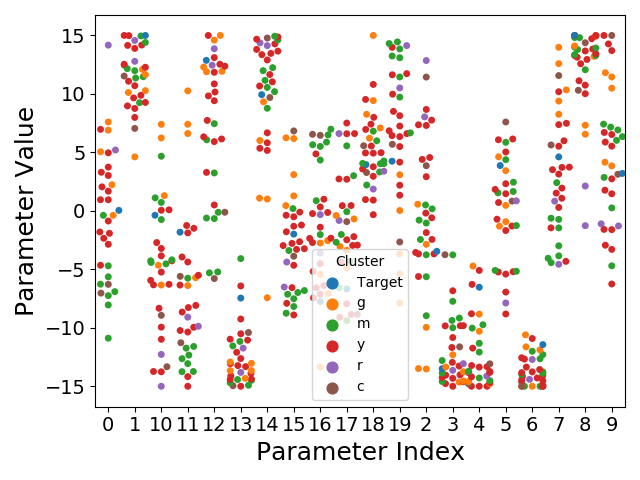 Parameter Value
15
10
5
0
−5
−10
−15
Cluster
Target
g
m
y
r
c
0 1 10 11 12 13 14 15 16 17 18 19 2 3 4 5 6 7 8 9
Parameter Index